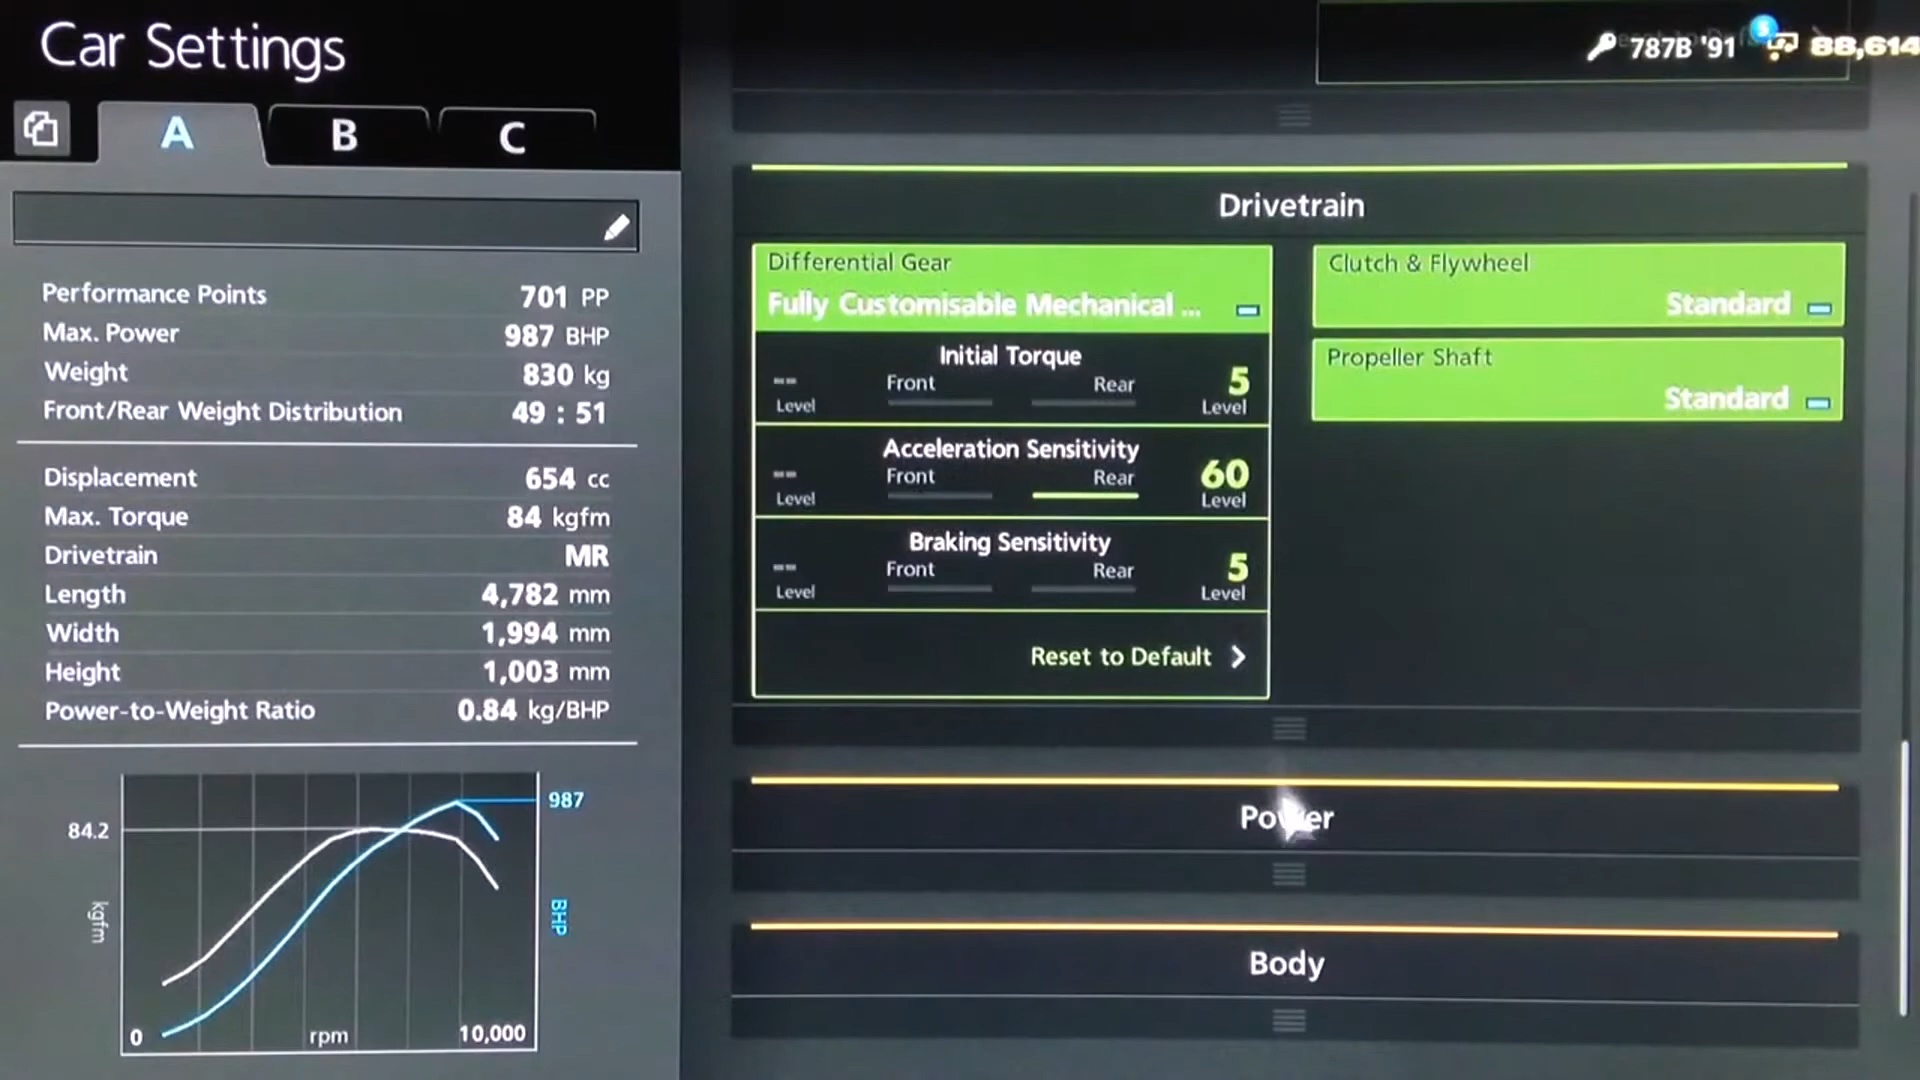 Car Settings
787B '91
88,614
A
B
C
Performance Points 701 PP
Max. Power 987 BHP
Weight 830 kg
Front/Rear Weight Distribution 49 : 51
Displacement 654 cc
Max. Torque 84 kgfm
Drivetrain MR
Length 4,782 mm
Width 1,994 mm
Height 1,003 mm
Power-to-Weight Ratio 0.84 kg/BHP
987
84.2
kgfm
BHP
0 rpm 10,000
Drivetrain
Differential Gear
Fully Customisable Mechanical ...
Initial Torque
-- Front Rear 5
Level Level
Acceleration Sensitivity
-- Front Rear 60
Level Level
Braking Sensitivity
-- Front Rear 5
Level Level
Reset to Default
Clutch & Flywheel
Standard
Propeller Shaft
Standard
Power
Body